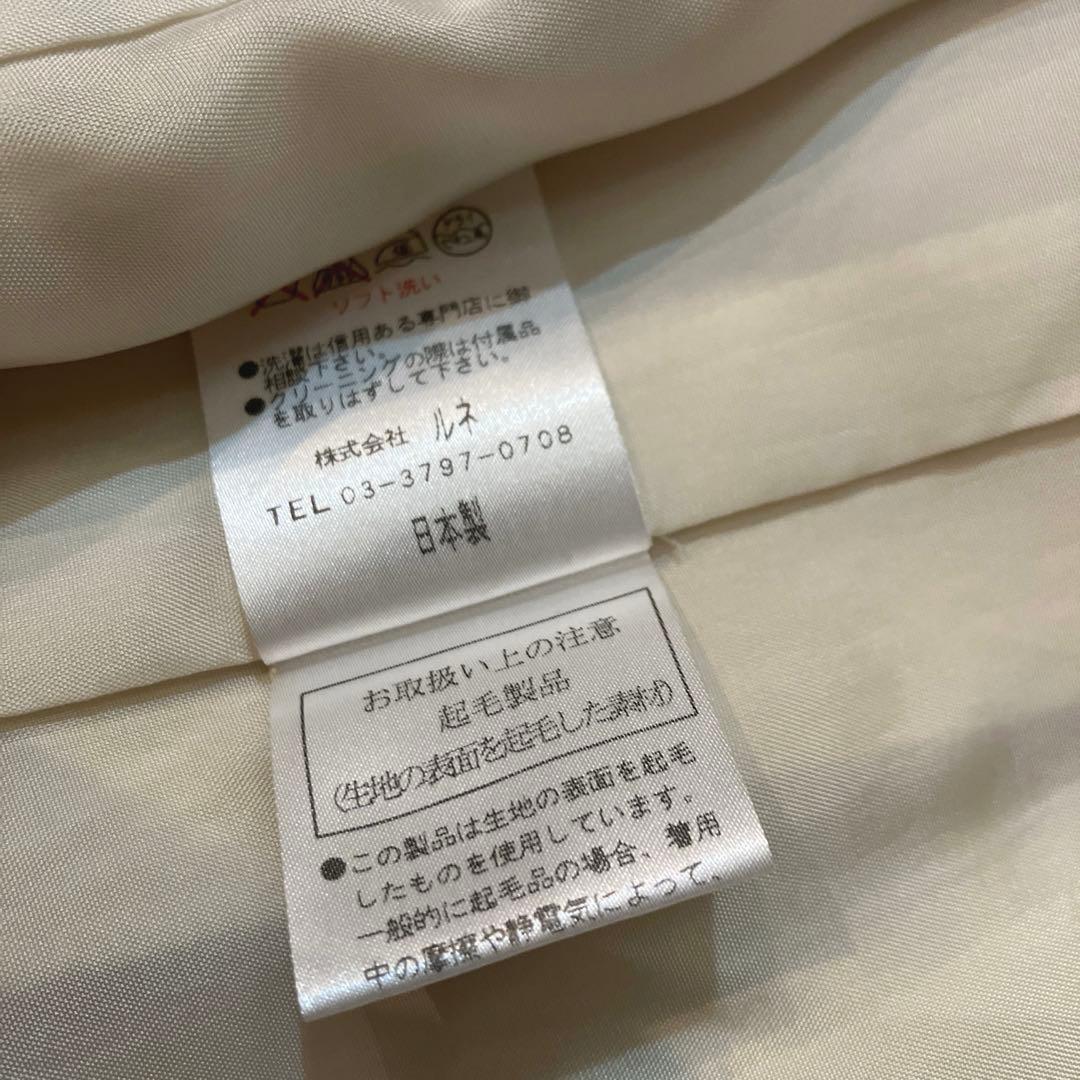 ソフト洗い
●洗濯は信用ある専門店に御
相談下さい。
●クリーニングの際は付属品
を取りはずして下さい。
株式会社 ルネ
TEL 03-3797-0708
日本製
お取扱い上の注意
起毛製品
(生地の表面を起毛した素材)
●この製品は生地の表面を起毛
したものを使用しています。
一般的に起毛品の場合、着用
中の摩擦や静電気によって、